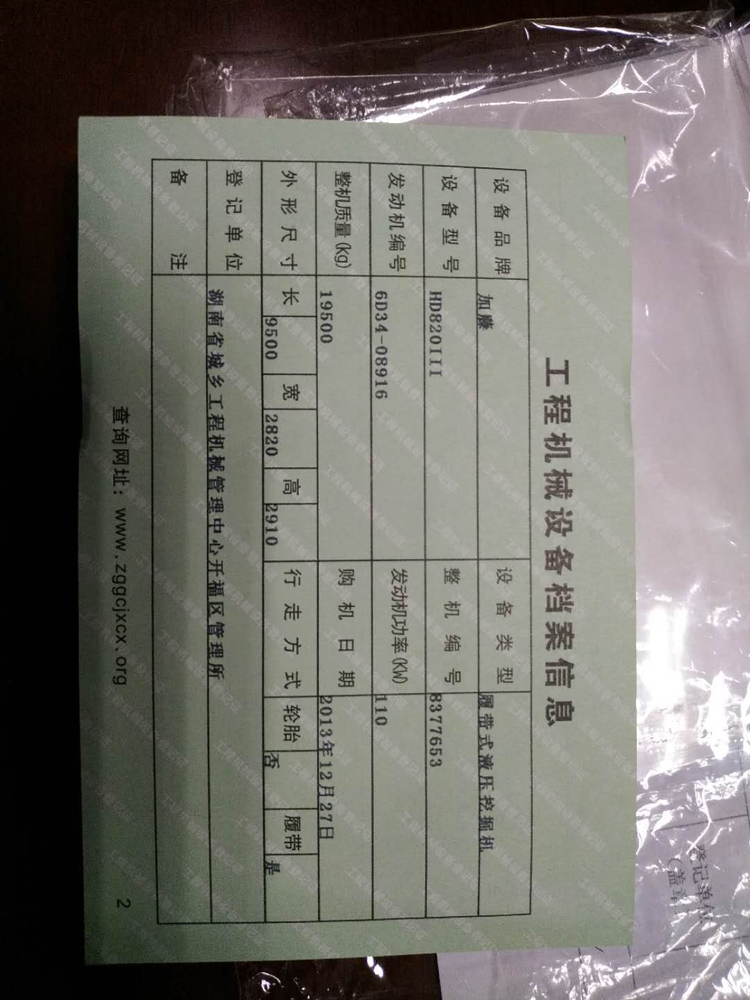 工程机械设备档案信息
设备品牌 加藤 设备类型 履带式液压挖掘机
设备型号 HD820III 整机编号 8377653
发动机编号 6D34-08916 发动机功率(KW) 110
整机质量(kg) 19500 购机日期 2013年12月27日
外形尺寸 长 9500 宽 2820 高 2910 行走方式 轮胎 否 履带 是
登记单位 湖南省城乡工程机械管理中心开福区管理所
备注
查询网址：www.zggcjxcx.org
2
登记单位
(盖章)